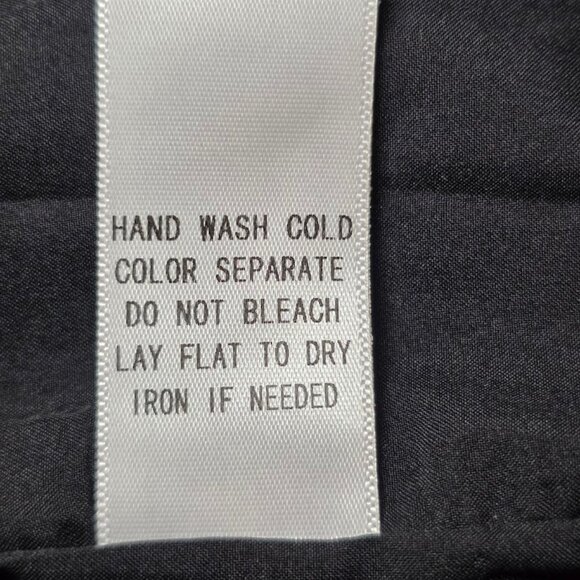 HAND WASH COLD
COLOR SEPARATE
DO NOT BLEACH
LAY FLAT TO DRY
IRON IF NEEDED